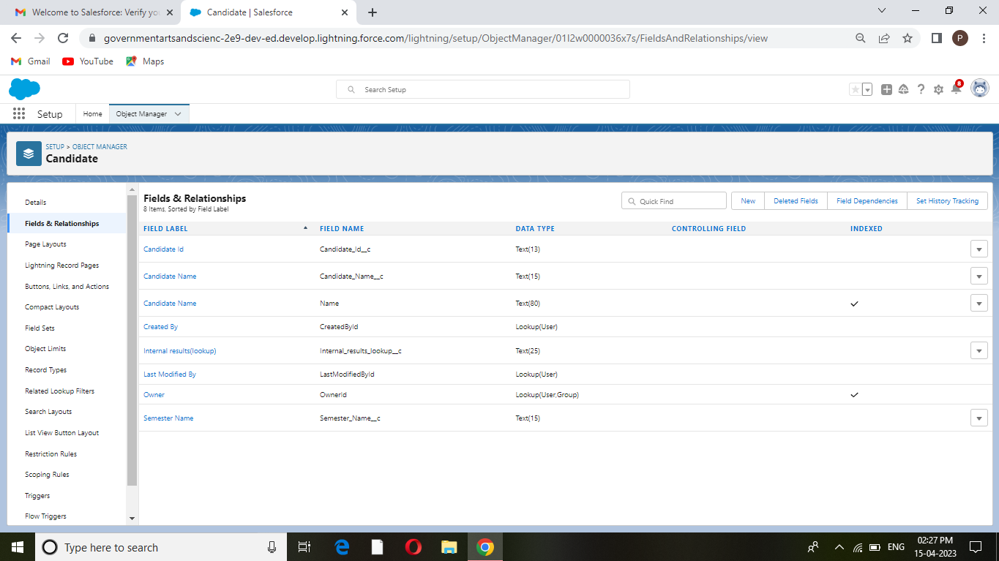 Welcome to Salesforce: Verify yo
Candidate | Salesforce
governmentartsandscienc-2e9-dev-ed.develop.lightning.force.com/lightning/setup/ObjectManager/01I2w0000036x7s/FieldsAndRelationships/view
P
Gmail YouTube Maps
Search Setup
8
Setup Home Object Manager
SETUP > OBJECT MANAGER
Candidate
Details
Fields & Relationships
Page Layouts
Lightning Record Pages
Buttons, Links, and Actions
Compact Layouts
Field Sets
Object Limits
Record Types
Related Lookup Filters
Search Layouts
List View Button Layout
Restriction Rules
Scoping Rules
Triggers
Flow Triggers
Fields & Relationships
8 Items, Sorted by Field Label
Quick Find
New Deleted Fields Field Dependencies Set History Tracking
FIELD LABEL FIELD NAME DATA TYPE CONTROLLING FIELD INDEXED
Candidate Id Candidate_Id__c Text(13)
Candidate Name Candidate_Name__c Text(15)
Candidate Name Name Text(80)
Created By CreatedById Lookup(User)
Internal results(lookup) Internal_results_lookup__c Text(25)
Last Modified By LastModifiedById Lookup(User)
Owner OwnerId Lookup(User,Group)
Semester Name Semester_Name__c Text(15)
Type here to search
ENG
02:27 PM
15-04-2023